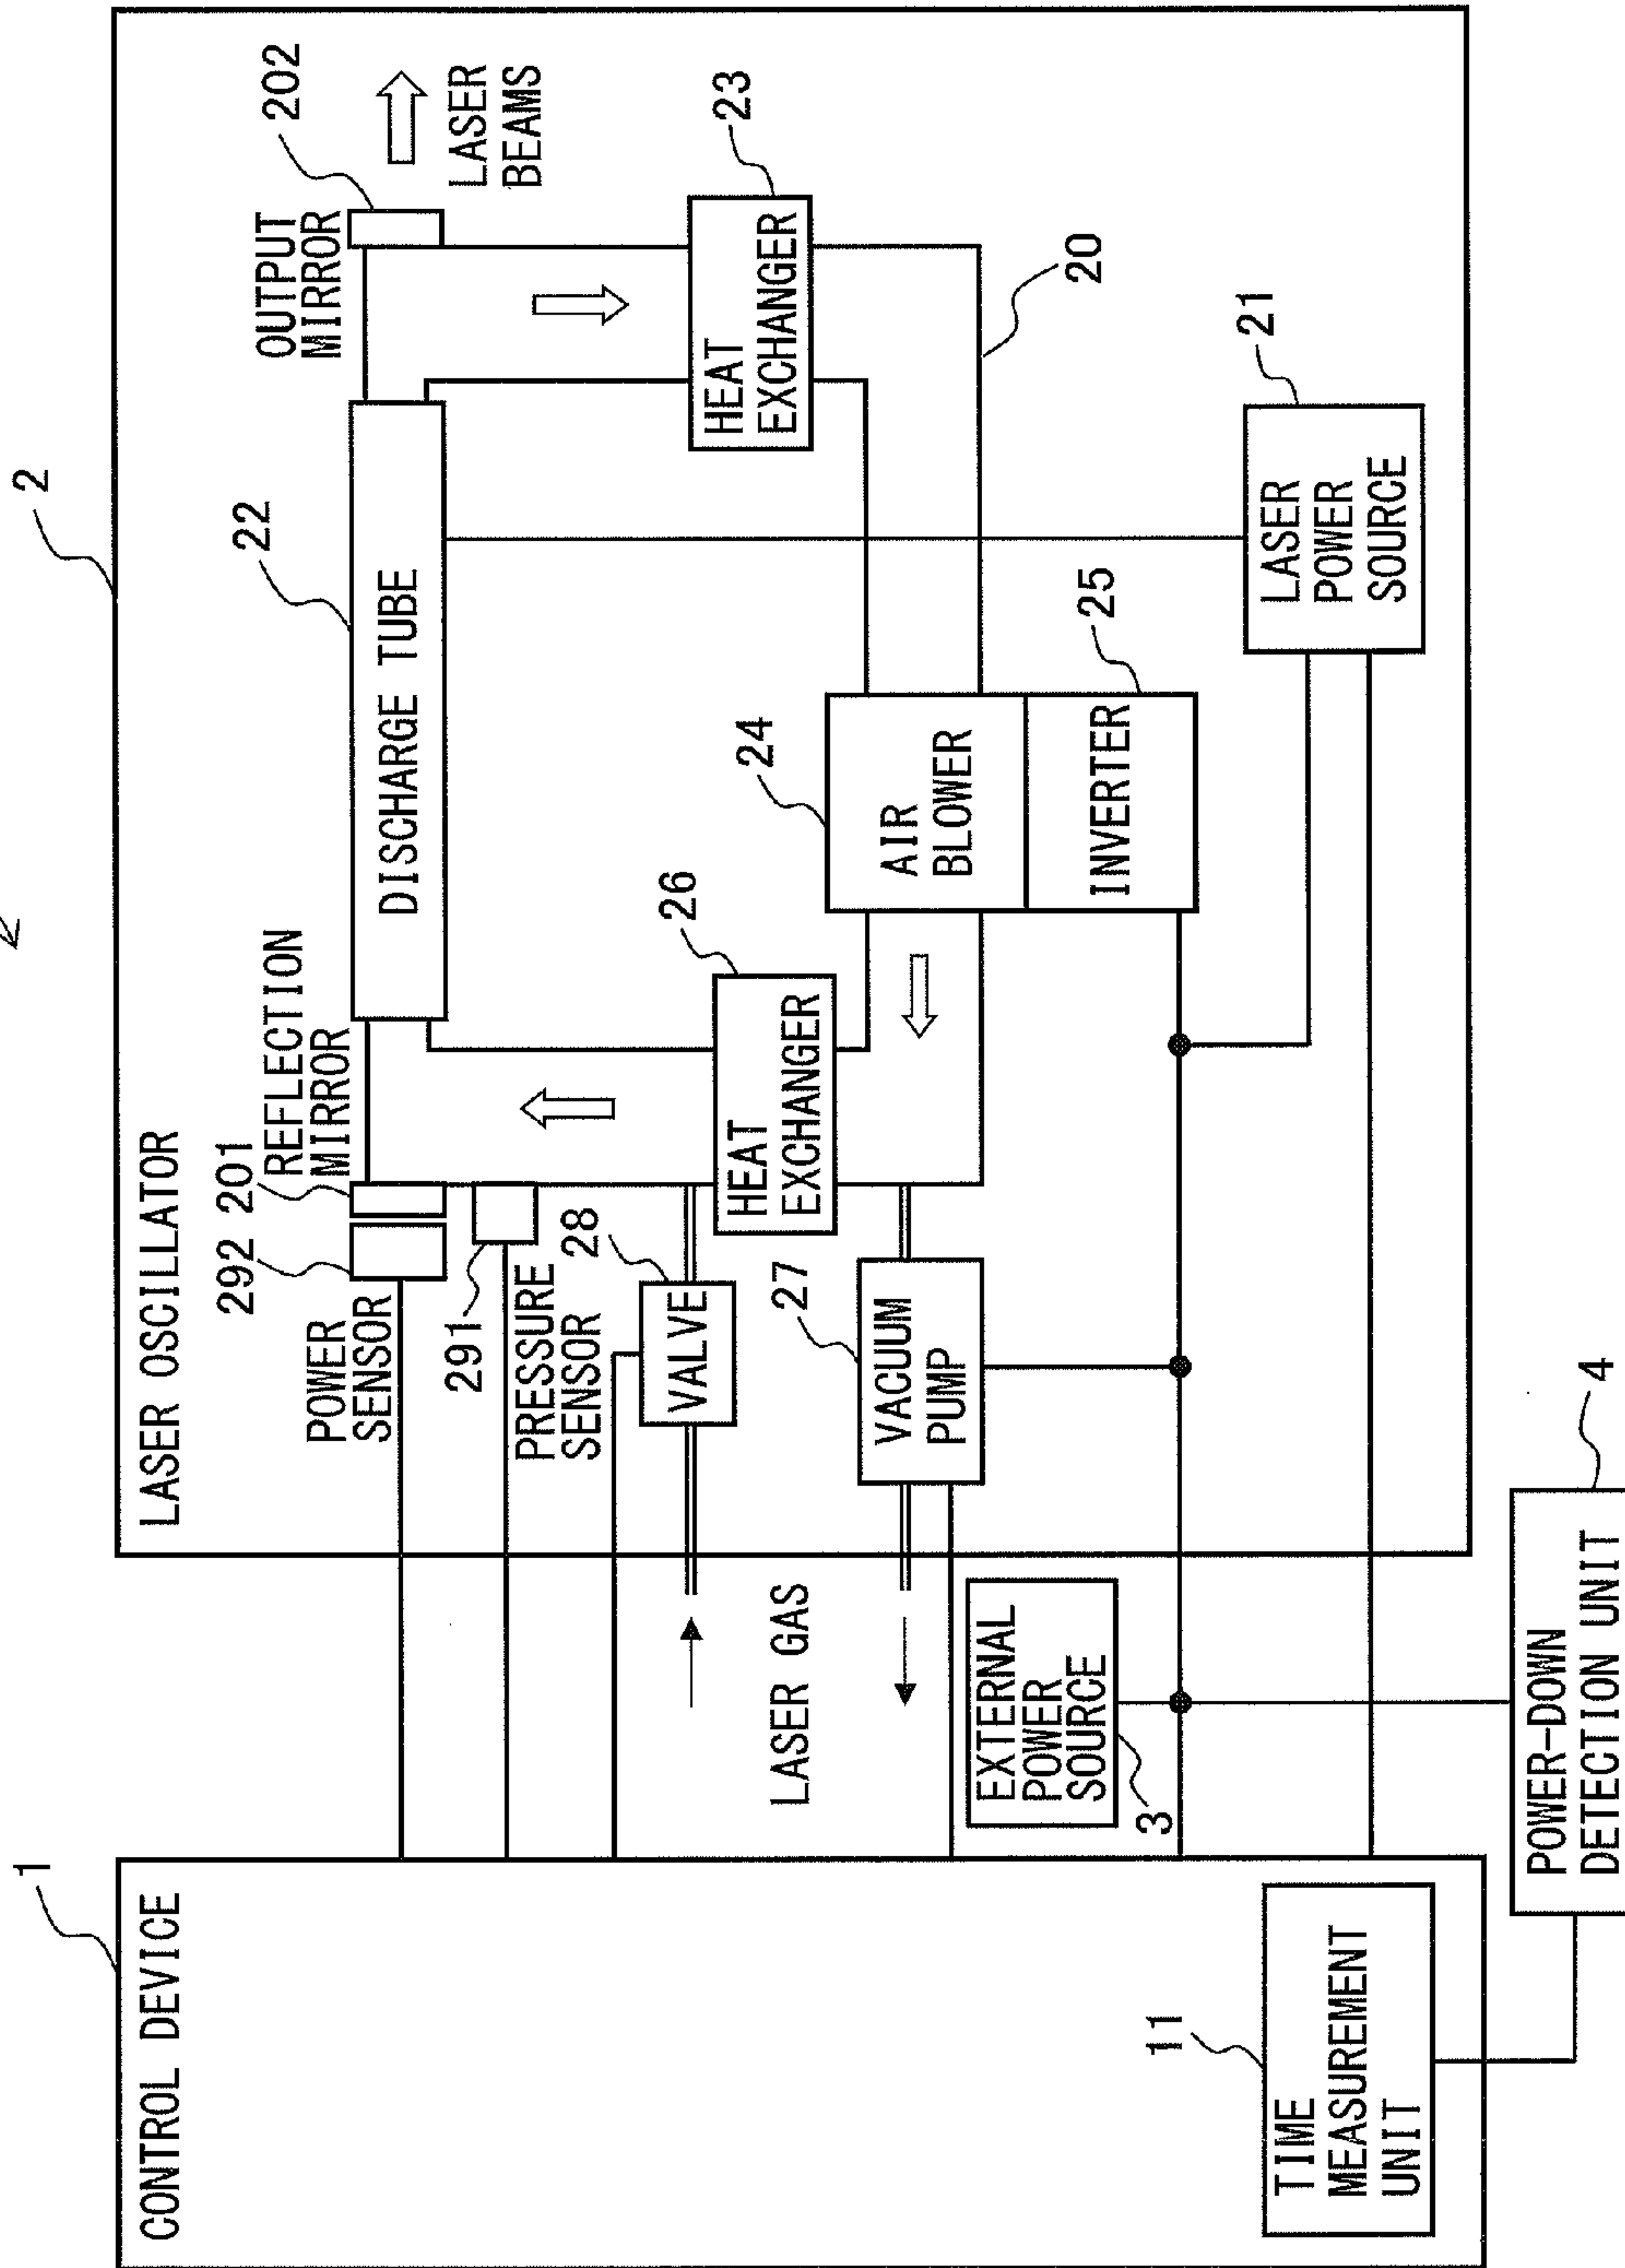 1
CONTROL DEVICE
11
TIME
MEASUREMENT
UNIT
2
LASER OSCILLATOR
POWER
SENSOR
292
201
REFLECTION
MIRROR
291
PRESSURE
SENSOR
22
DISCHARGE TUBE
OUTPUT
MIRROR
202
LASER
BEAMS
28
VALVE
26
HEAT
EXCHANGER
23
HEAT
EXCHANGER
LASER GAS
27
VACUUM
PUMP
24
AIR
BLOWER
25
INVERTER
20
EXTERNAL
POWER
SOURCE
3
21
LASER
POWER
SOURCE
4
POWER-DOWN
DETECTION UNIT